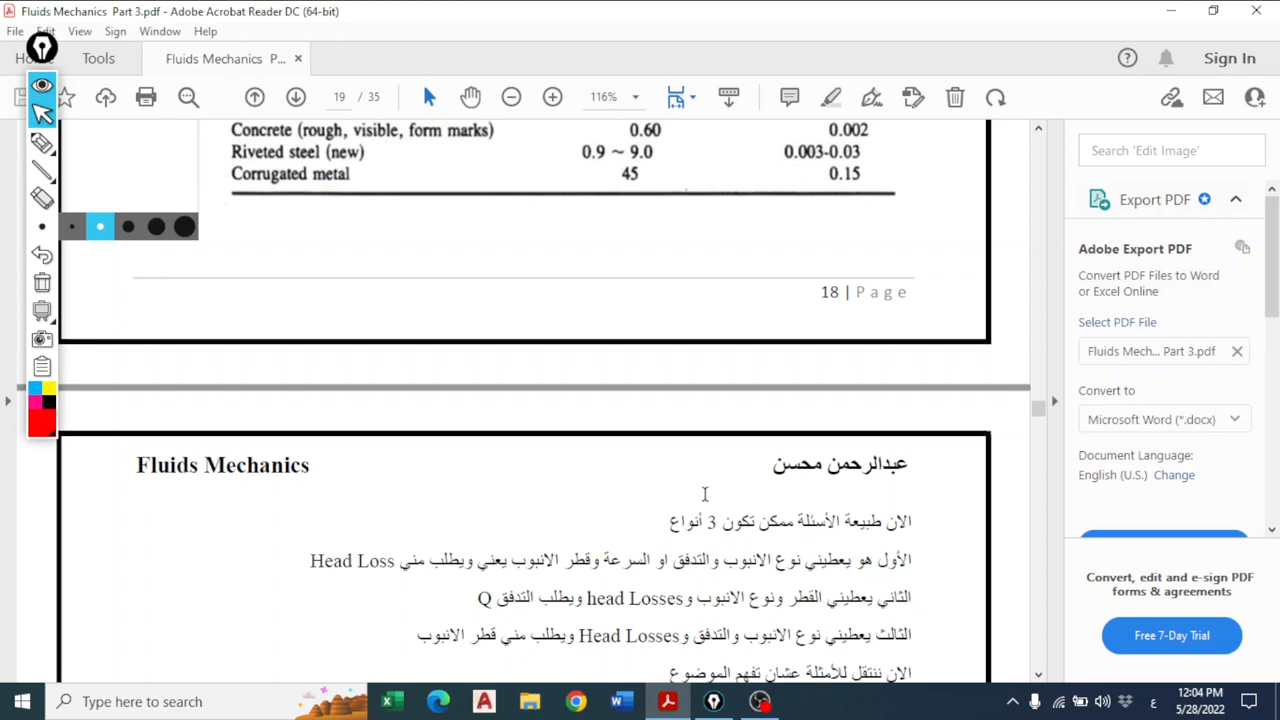 Fluids Mechanics Part 3.pdf - Adobe Acrobat Reader DC (64-bit)
File Edit View Sign Window Help
Tools
Fluids Mechanics P...
Sign In
19 / 35
116%
Concrete (rough, visible, form marks) 0.60 0.002
Riveted steel (new) 0.9 ~ 9.0 0.003-0.03
Corrugated metal 45 0.15
18 | Page
Fluids Mechanics
عبدالرحمن محسن
الان طبيعة الأسئلة ممكن تكون 3 أنواع
الأول هو يعطيني نوع الانبوب والتدفق او السرعة وقطر الانبوب يعني ويطلب مني Head Loss
الثاني يعطيني القطر ونوع الانبوب و head Losses ويطلب التدفق Q
الثالث يعطيني نوع الانبوب والتدفق و Head Losses ويطلب مني قطر الانبوب
الان ننتقل للأمثلة عشان تفهم الموضوع
Search 'Edit Image'
Export PDF
Adobe Export PDF
Convert PDF Files to Word
or Excel Online
Select PDF File
Fluids Mech... Part 3.pdf
Convert to
Microsoft Word (*.docx)
Document Language:
English (U.S.) Change
Convert, edit and e-sign PDF
forms & agreements
Free 7-Day Trial
Type here to search
ع
12:04 PM
5/28/2022